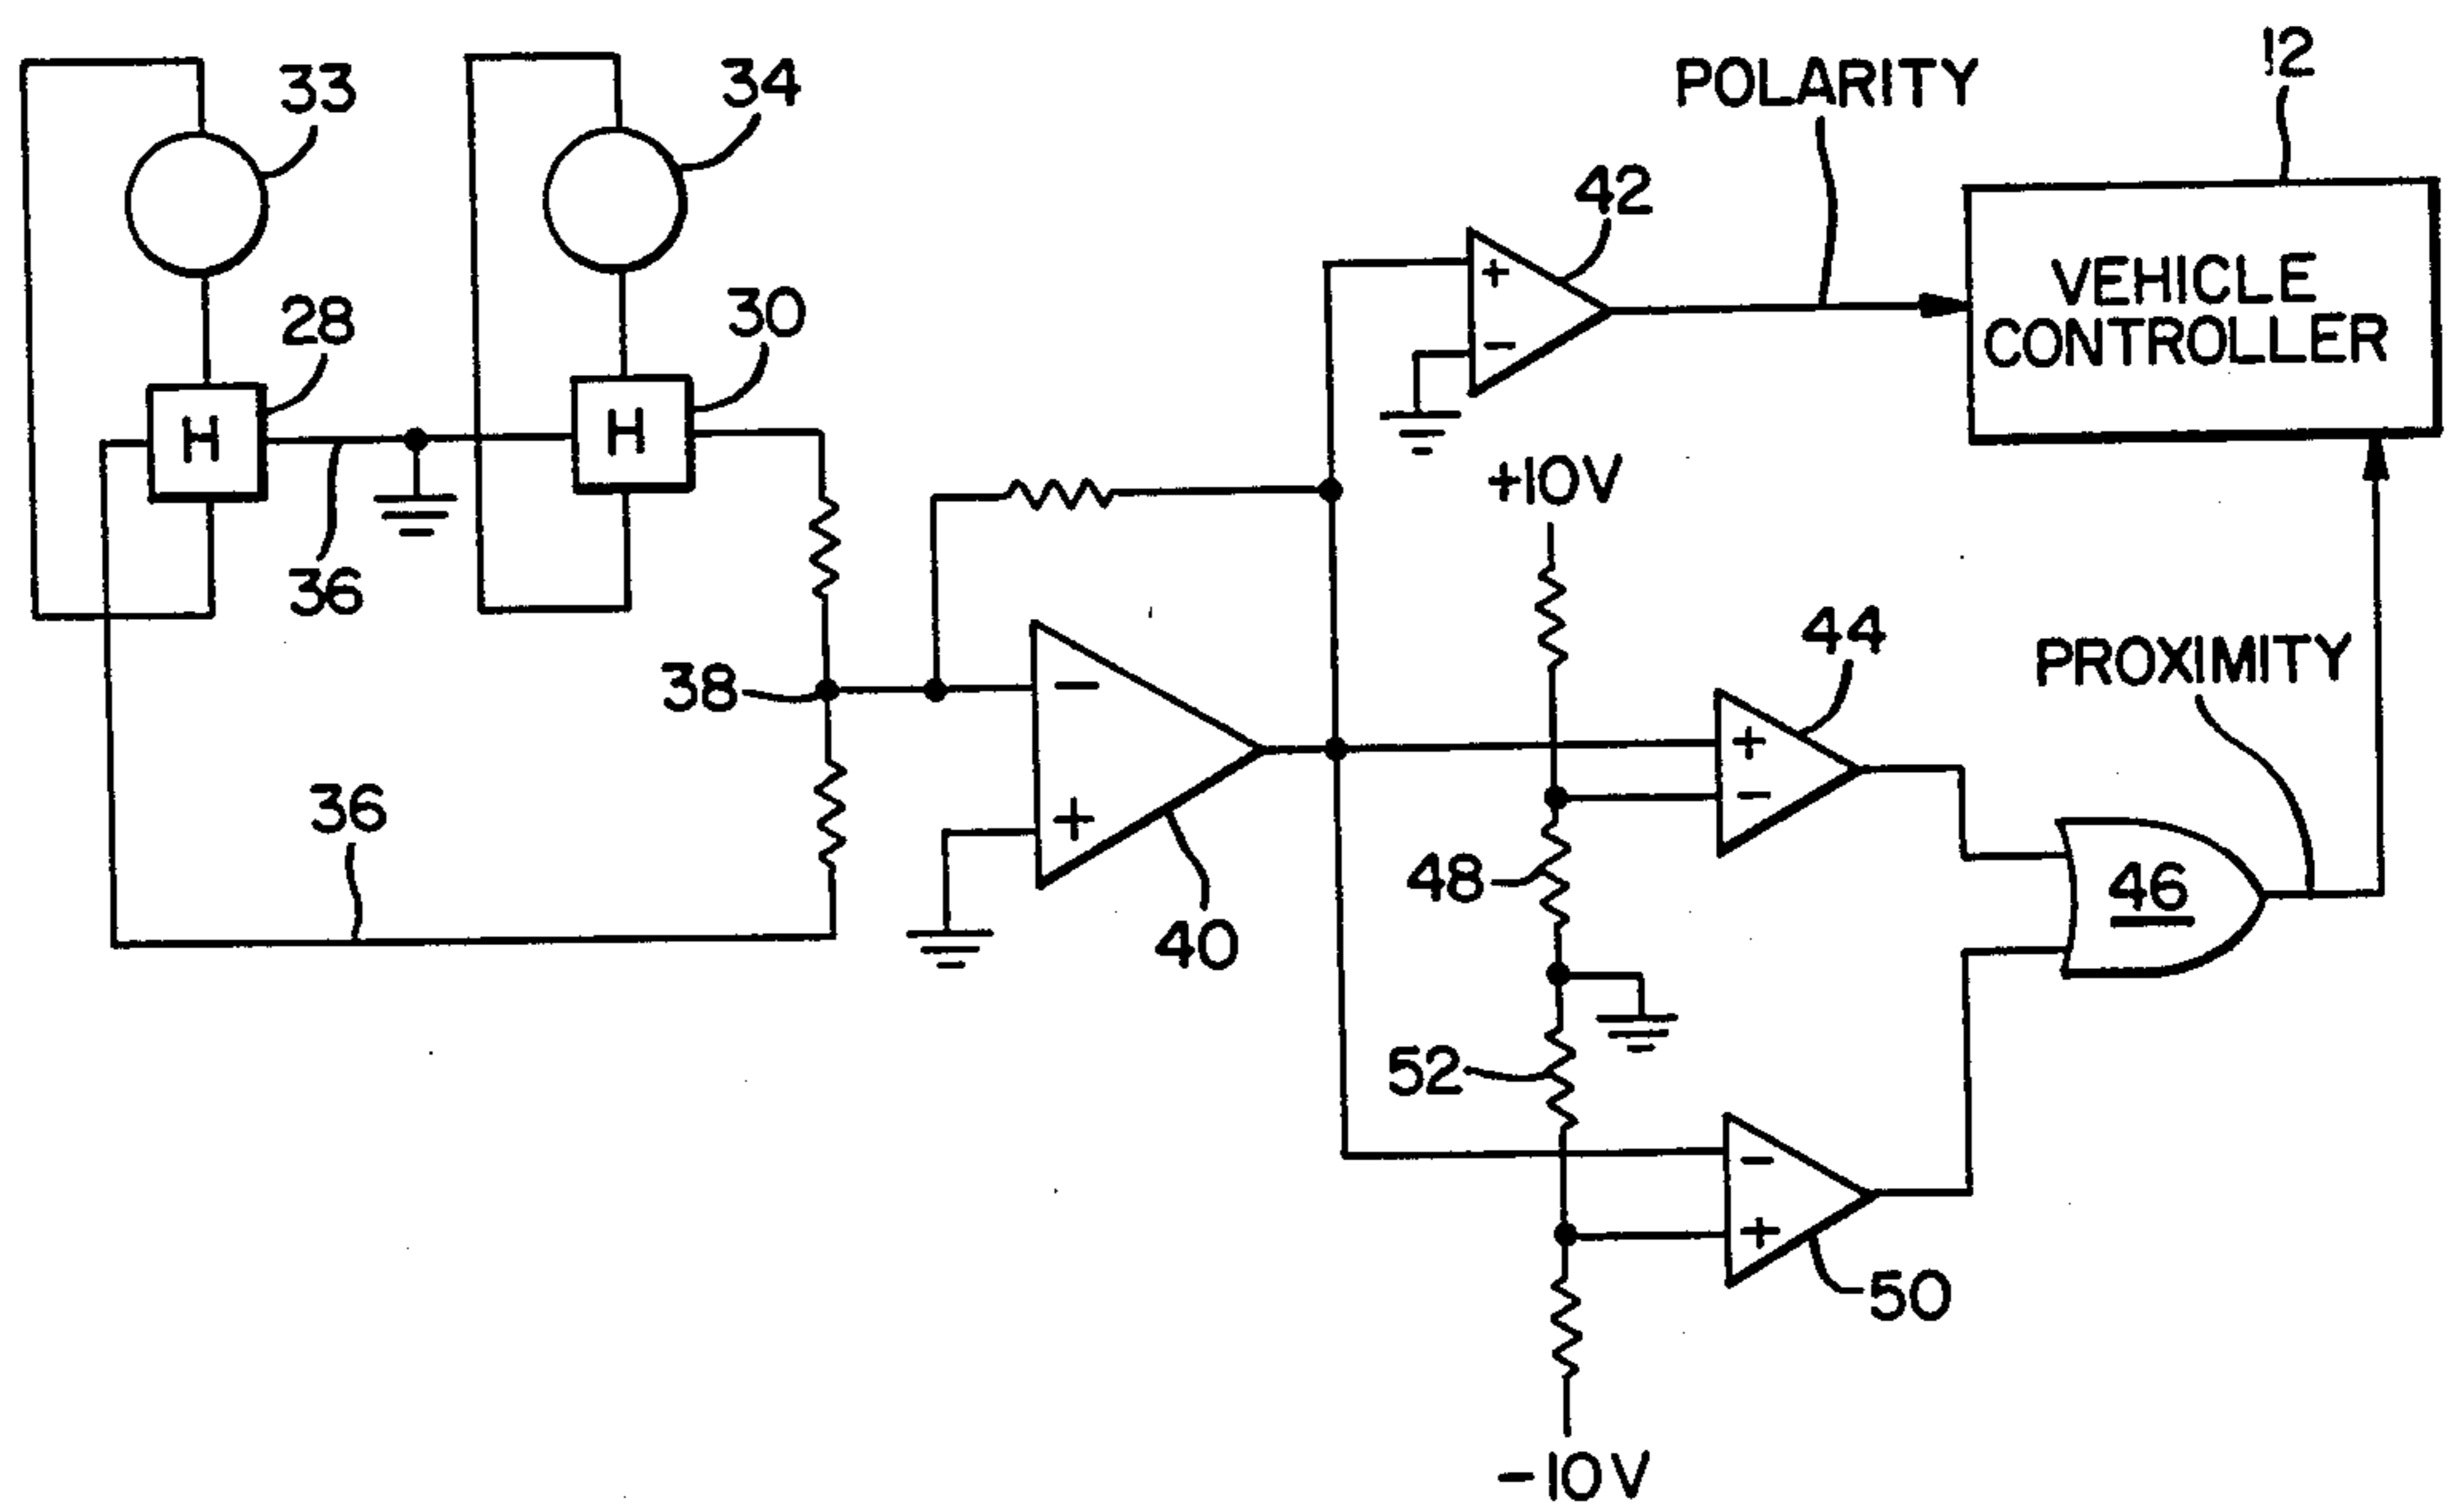 33
34
POLARITY
12
42
28
30
+
-
VEHICLE
CONTROLLER
H
H
+10V
36
44
PROXIMITY
38
-
+
-
36
+
48
46
40
52
-
+
50
-10V